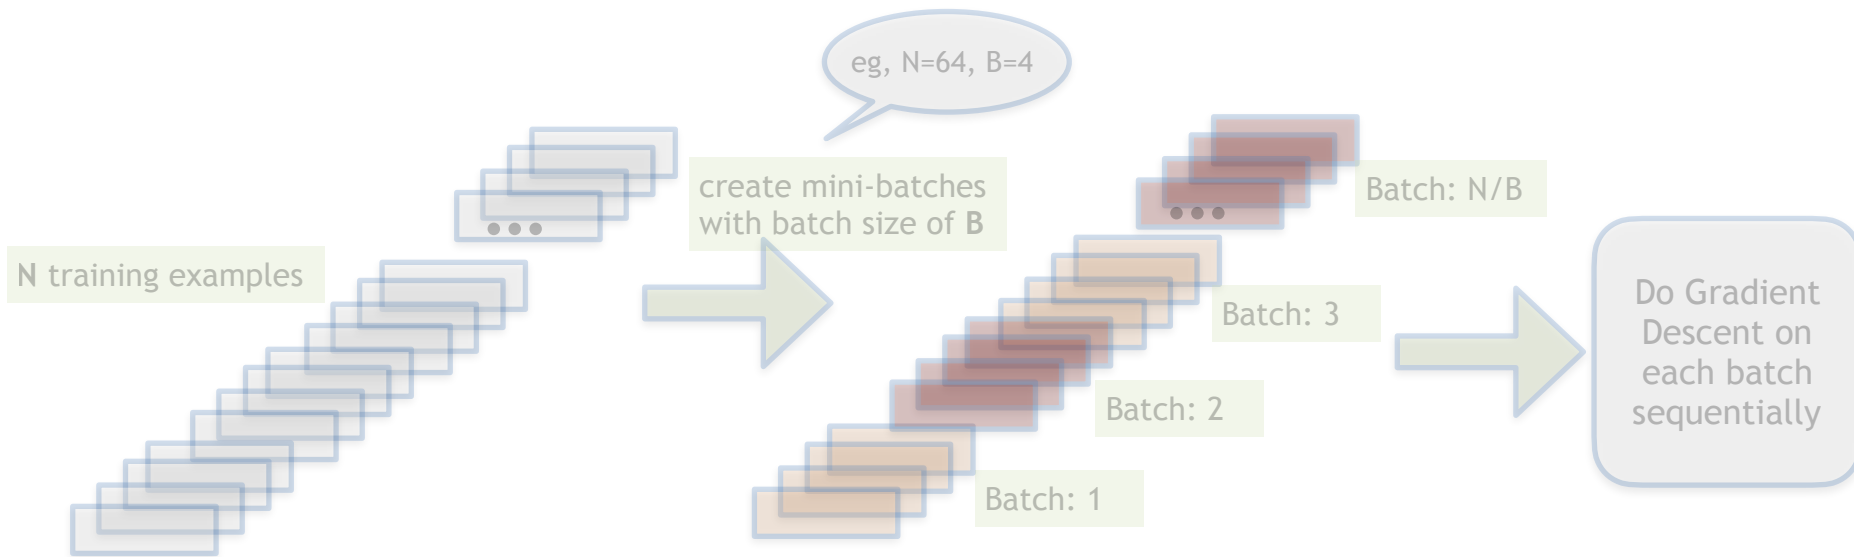 eg, N=64, B=4
create mini-batches
with batch size of B
Batch: N/B
N training examples
Batch: 3
Batch: 2
Batch: 1
Do Gradient
Descent on
each batch
sequentially